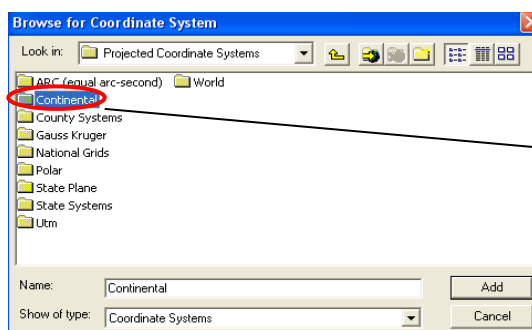 Browse for Coordinate System
Look in: Projected Coordinate Systems
ARC (equal arc-second) World
Continental
County Systems
Gauss Kruger
National Grids
Polar
State Plane
State Systems
Utm
Name: Continental Add
Show of type: Coordinate Systems Cancel